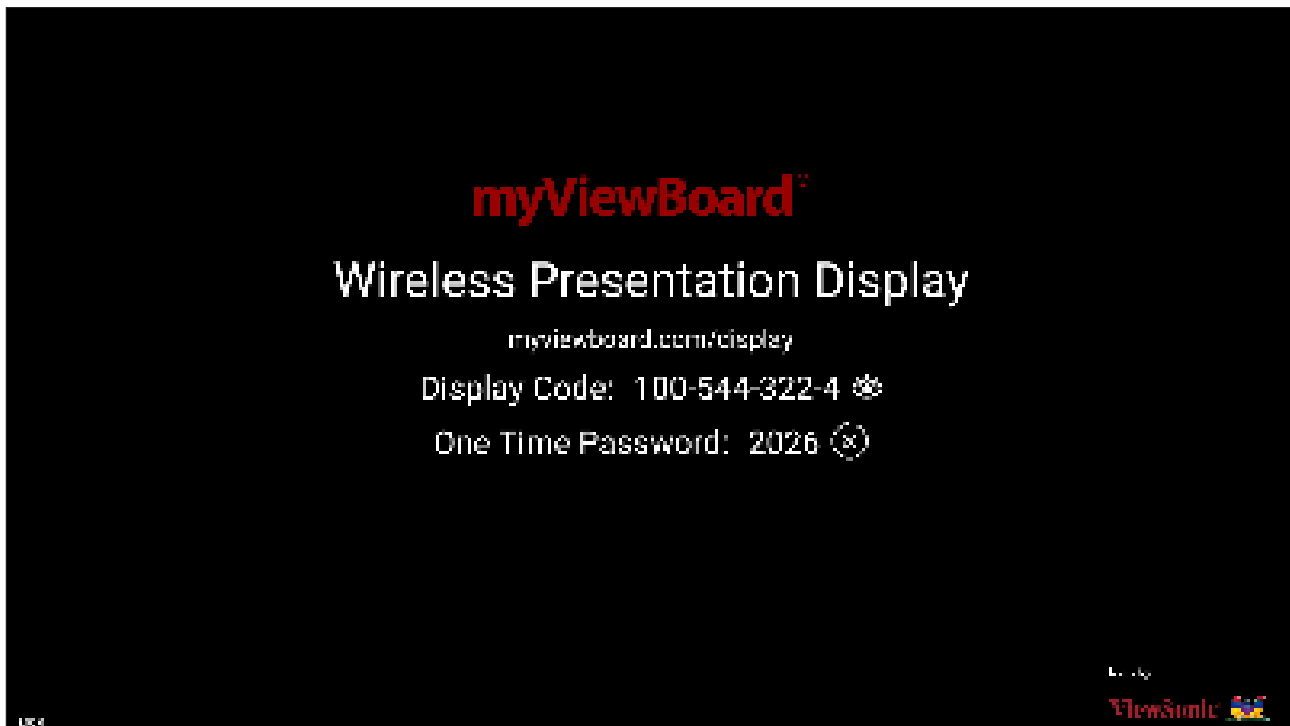 myViewBoard
Wireless Presentation Display
myviewboard.com/display
Display Code: 100-544-322-4
One Time Password: 2026
ViewSonic